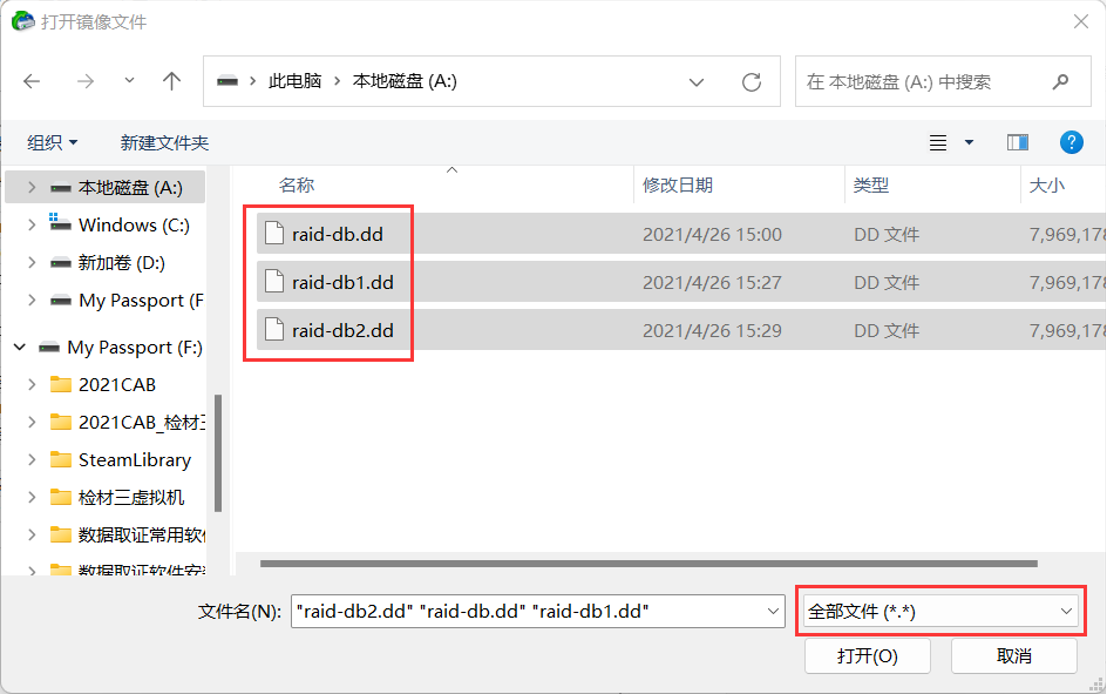 打开镜像文件
此电脑 > 本地磁盘 (A:)
在 本地磁盘 (A:) 中搜索
组织 新建文件夹
名称 修改日期 类型 大小
本地磁盘 (A:)
Windows (C:)
新加卷 (D:)
My Passport (F
My Passport (F:)
2021CAB
2021CAB_检材三
SteamLibrary
检材三虚拟机
数据取证常用软件
数据取证软件安装
raid-db.dd 2021/4/26 15:00 DD 文件 7,969,178
raid-db1.dd 2021/4/26 15:27 DD 文件 7,969,178
raid-db2.dd 2021/4/26 15:29 DD 文件 7,969,178
文件名(N): "raid-db2.dd" "raid-db.dd" "raid-db1.dd" 全部文件 (*.*)
打开(O) 取消